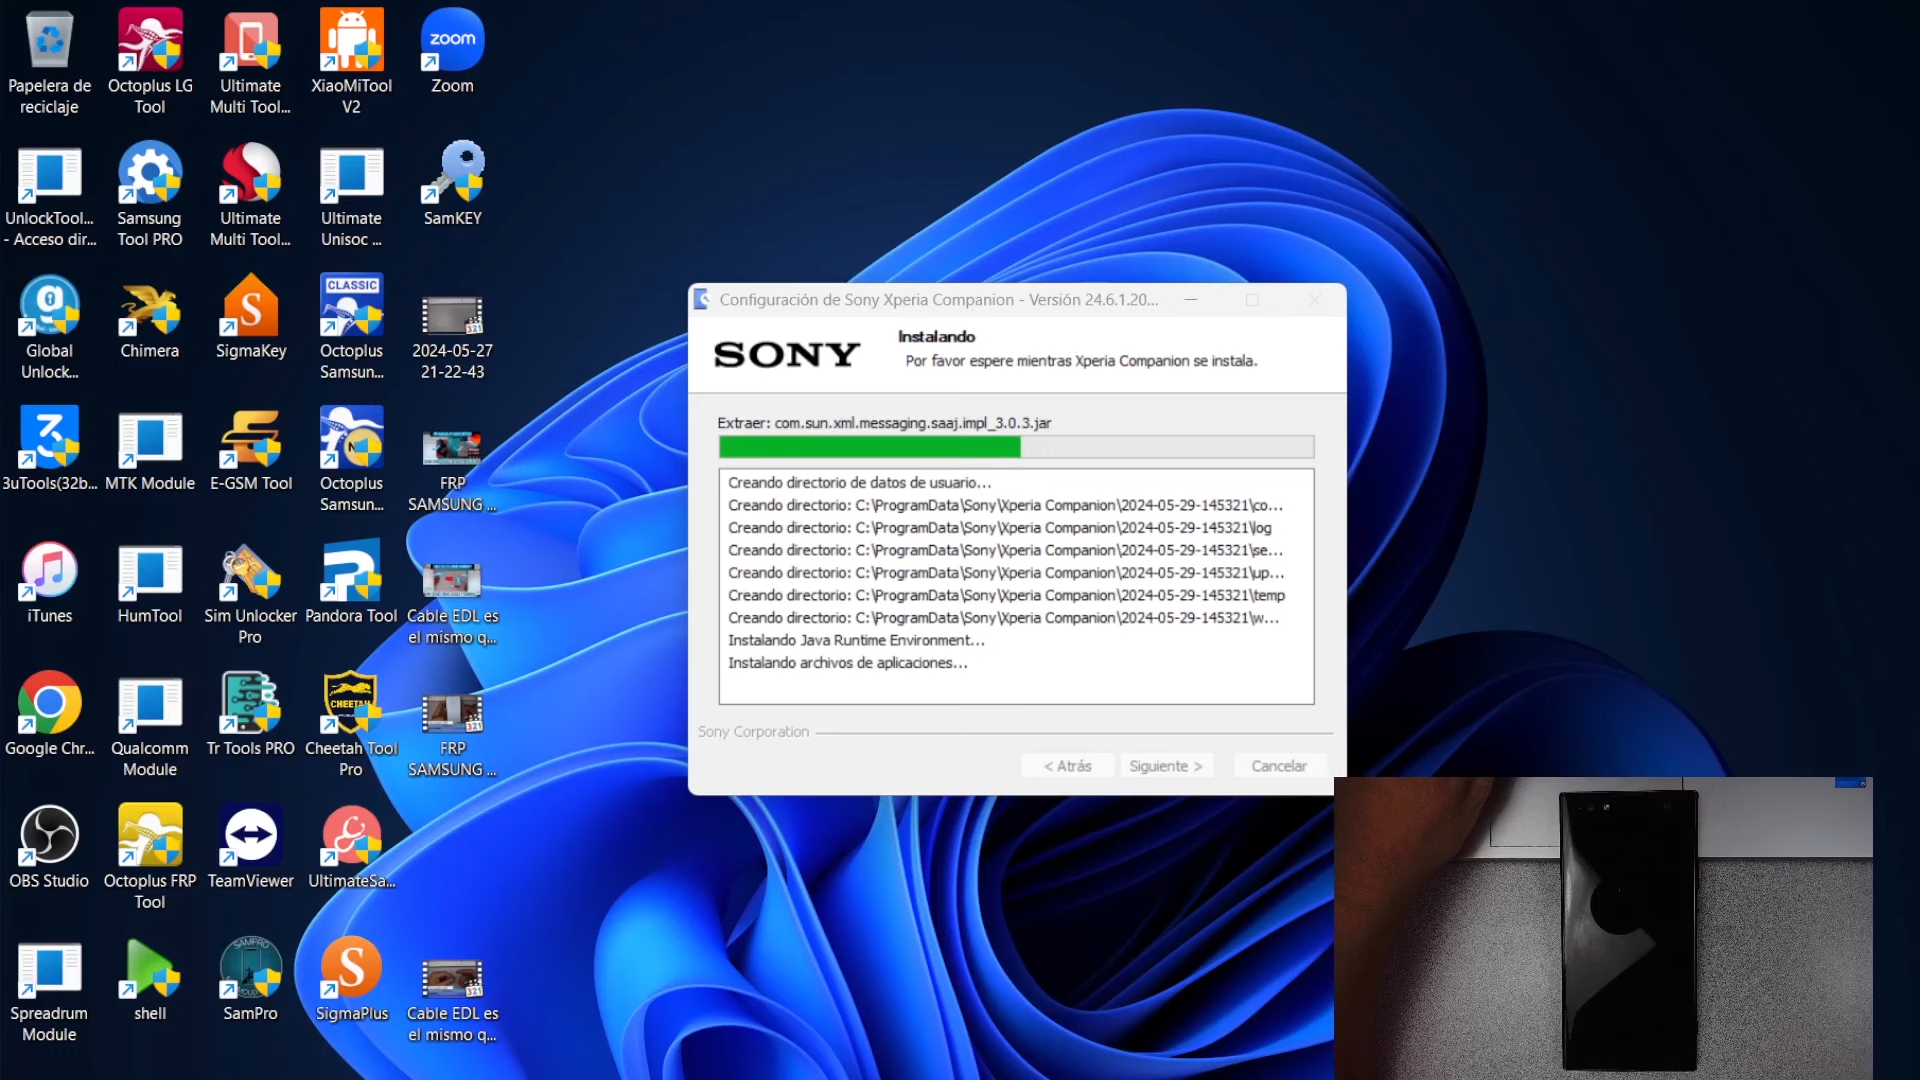 Papelera de
reciclaje
Octoplus LG
Tool
Ultimate
Multi Tool...
XiaoMiTool
V2
zoom
Zoom
UnlockTool...
- Acceso dir...
Samsung
Tool PRO
Ultimate
Multi Tool...
Ultimate
Unisoc ...
SamKEY
Global
Unlock...
Chimera
S
SigmaKey
CLASSIC
Octoplus
Samsun...
321
2024-05-27
21-22-43
3uTools(32b...
MTK Module
E-GSM Tool
N
Octoplus
Samsun...
FRP
SAMSUNG ...
iTunes
HumTool
Sim Unlocker
Pro
Pandora Tool
Cable EDL es
el mismo q...
Google Chr...
Qualcomm
Module
Tr Tools PRO
CHEETAH
Cheetah Tool
Pro
321
FRP
SAMSUNG ...
OBS Studio
Octoplus FRP
Tool
TeamViewer
UltimateSa...
Spreadrum
Module
shell
SAMPRO
SamPro
S
SigmaPlus
321
Cable EDL es
el mismo q...
Configuración de Sony Xperia Companion - Versión 24.6.1.20...
SONY
Instalando
Por favor espere mientras Xperia Companion se instala.
Extraer: com.sun.xml.messaging.saaj.impl_3.0.3.jar
Creando directorio de datos de usuario...
Creando directorio: C:\ProgramData\Sony\Xperia Companion\2024-05-29-145321\co...
Creando directorio: C:\ProgramData\Sony\Xperia Companion\2024-05-29-145321\log
Creando directorio: C:\ProgramData\Sony\Xperia Companion\2024-05-29-145321\se...
Creando directorio: C:\ProgramData\Sony\Xperia Companion\2024-05-29-145321\up...
Creando directorio: C:\ProgramData\Sony\Xperia Companion\2024-05-29-145321\temp
Creando directorio: C:\ProgramData\Sony\Xperia Companion\2024-05-29-145321\w...
Instalando Java Runtime Environment...
Instalando archivos de aplicaciones...
Sony Corporation
< Atrás
Siguiente >
Cancelar